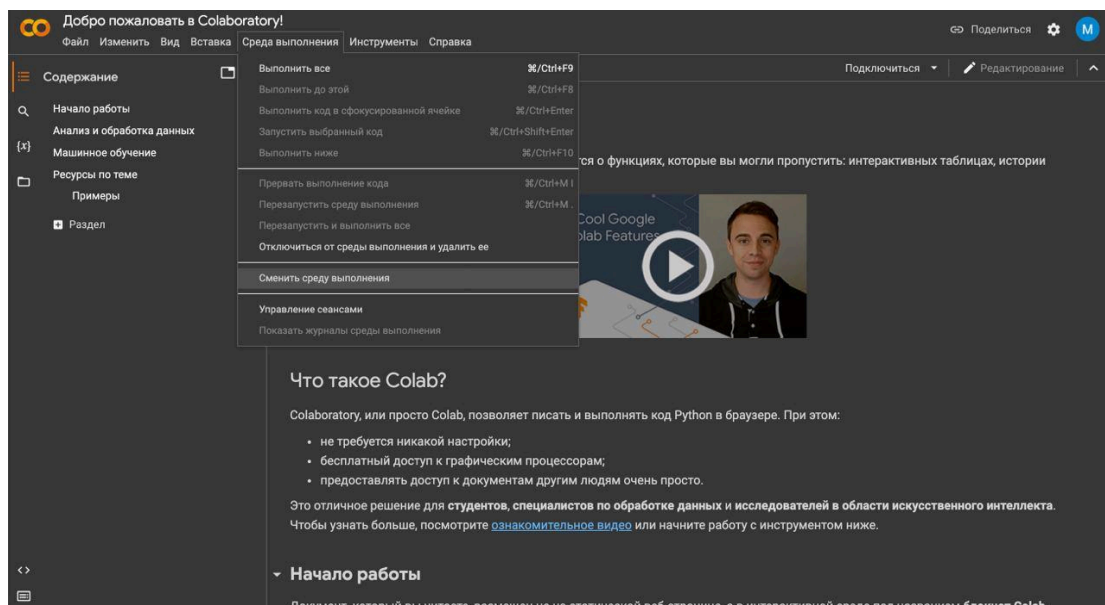 Добро пожаловать в Colaboratory!
Файл Изменить Вид Вставка Среда выполнения Инструменты Справка
Поделиться
М
Содержание
Начало работы
Анализ и обработка данных
{x}
Машинное обучение
Ресурсы по теме
Примеры
Раздел
Выполнить все ⌘/Ctrl+F9
Выполнить до этой ⌘/Ctrl+F8
Выполнить код в сфокусированной ячейке ⌘/Ctrl+Enter
Запустить выбранный код ⌘/Ctrl+Shift+Enter
Выполнить ниже ⌘/Ctrl+F10
Прервать выполнение кода ⌘/Ctrl+M I
Перезапустить среду выполнения ⌘/Ctrl+M .
Перезапустить и выполнить все
Отключиться от среды выполнения и удалить ее
Сменить среду выполнения
Управление сеансами
Показать журналы среды выполнения
Подключиться
Редактирование
о функциях, которые вы могли пропустить: интерактивных таблицах, истории
Cool Google
Features
Что такое Colab?
Colaboratory, или просто Colab, позволяет писать и выполнять код Python в браузере. При этом:
• не требуется никакой настройки;
• бесплатный доступ к графическим процессорам;
• предоставлять доступ к документам другим людям очень просто.
Это отличное решение для студентов, специалистов по обработке данных и исследователей в области искусственного интеллекта.
Чтобы узнать больше, посмотрите ознакомительное видео или начните работу с инструментом ниже.
Начало работы